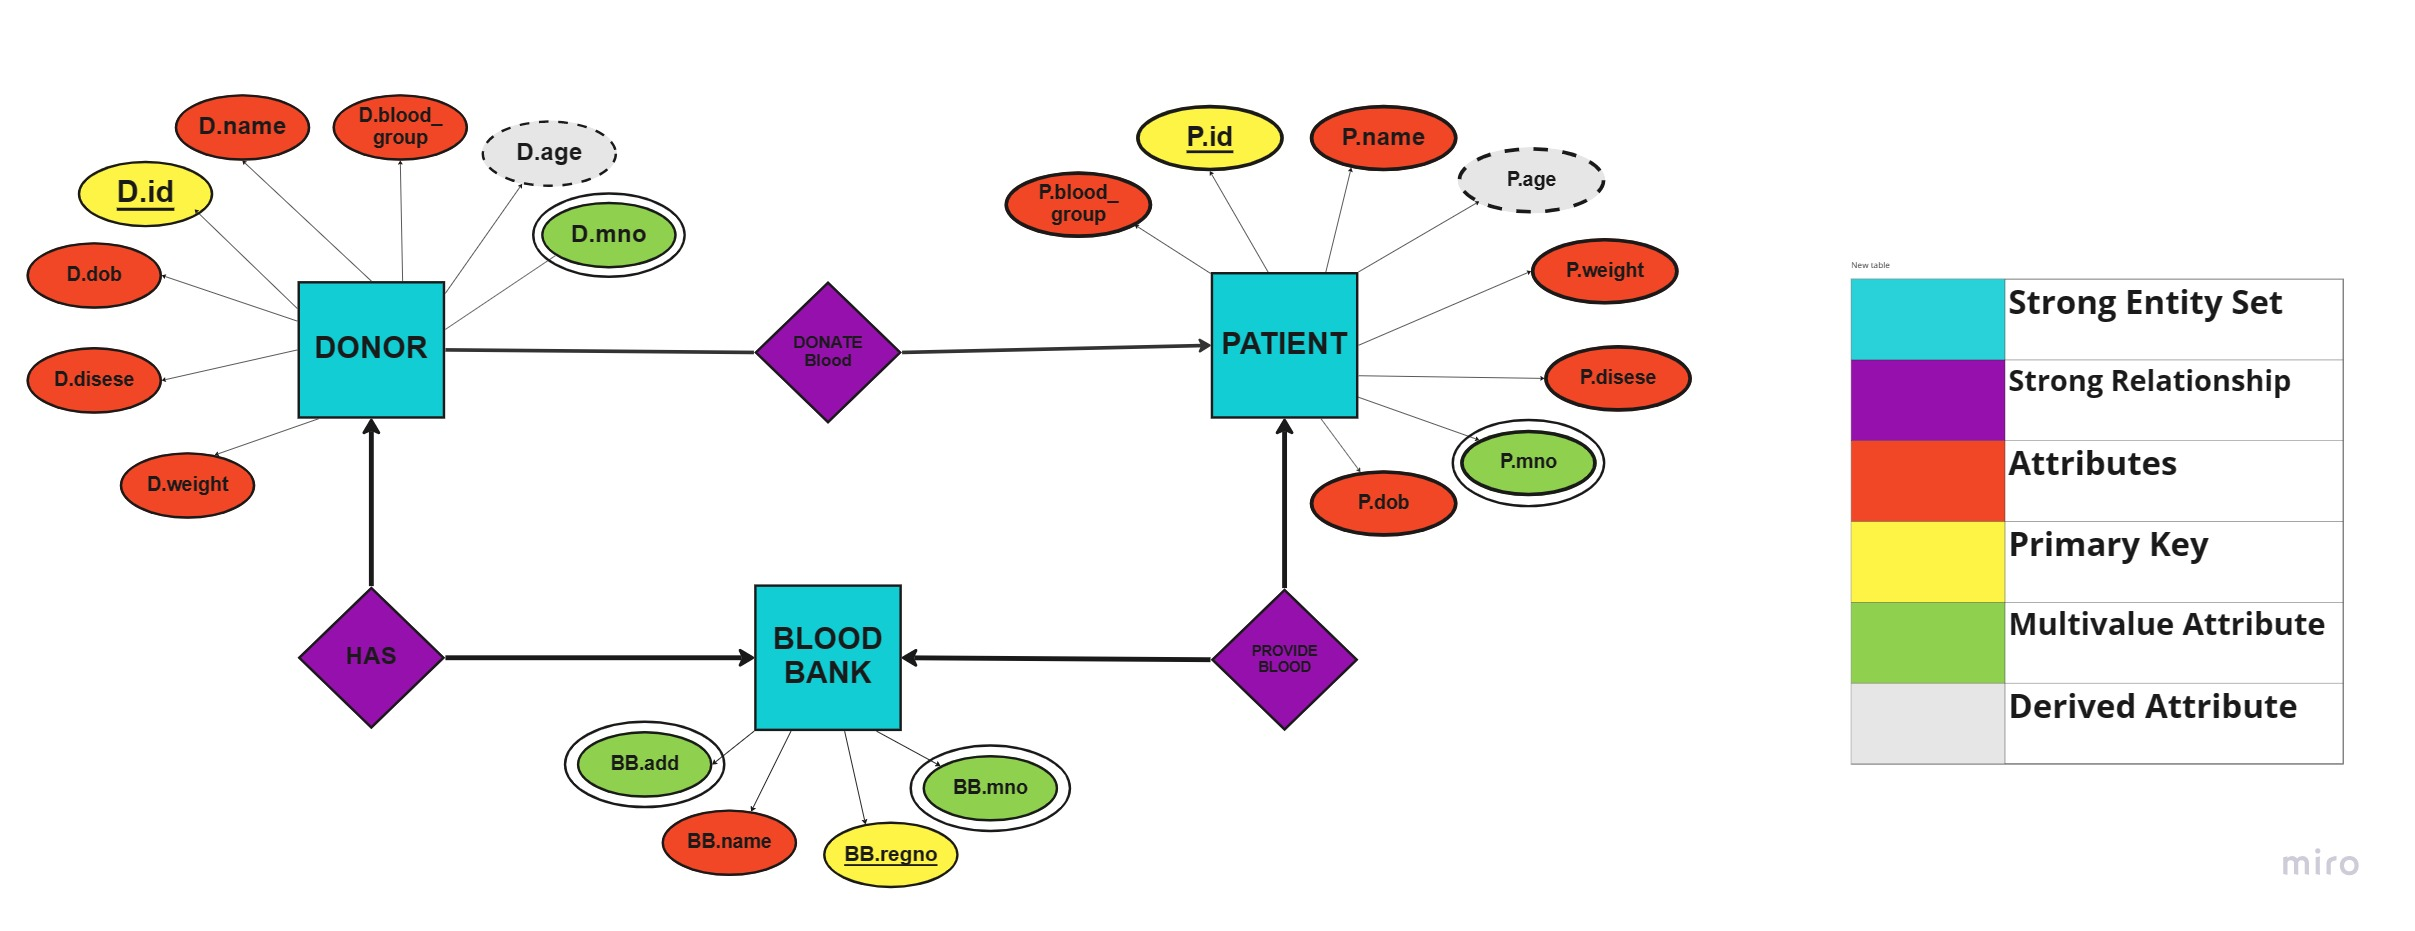 D.name
D.blood_
group
D.age
D.id
D.mno
D.dob
DONOR
D.disese
D.weight
DONATE
Blood
P.id
P.name
P.blood_
group
P.age
P.weight
PATIENT
P.disese
P.mno
P.dob
HAS
BLOOD
BANK
PROVIDE
BLOOD
BB.add
BB.mno
BB.name
BB.regno
New table
Strong Entity Set
Strong Relationship
Attributes
Primary Key
Multivalue Attribute
Derived Attribute
miro